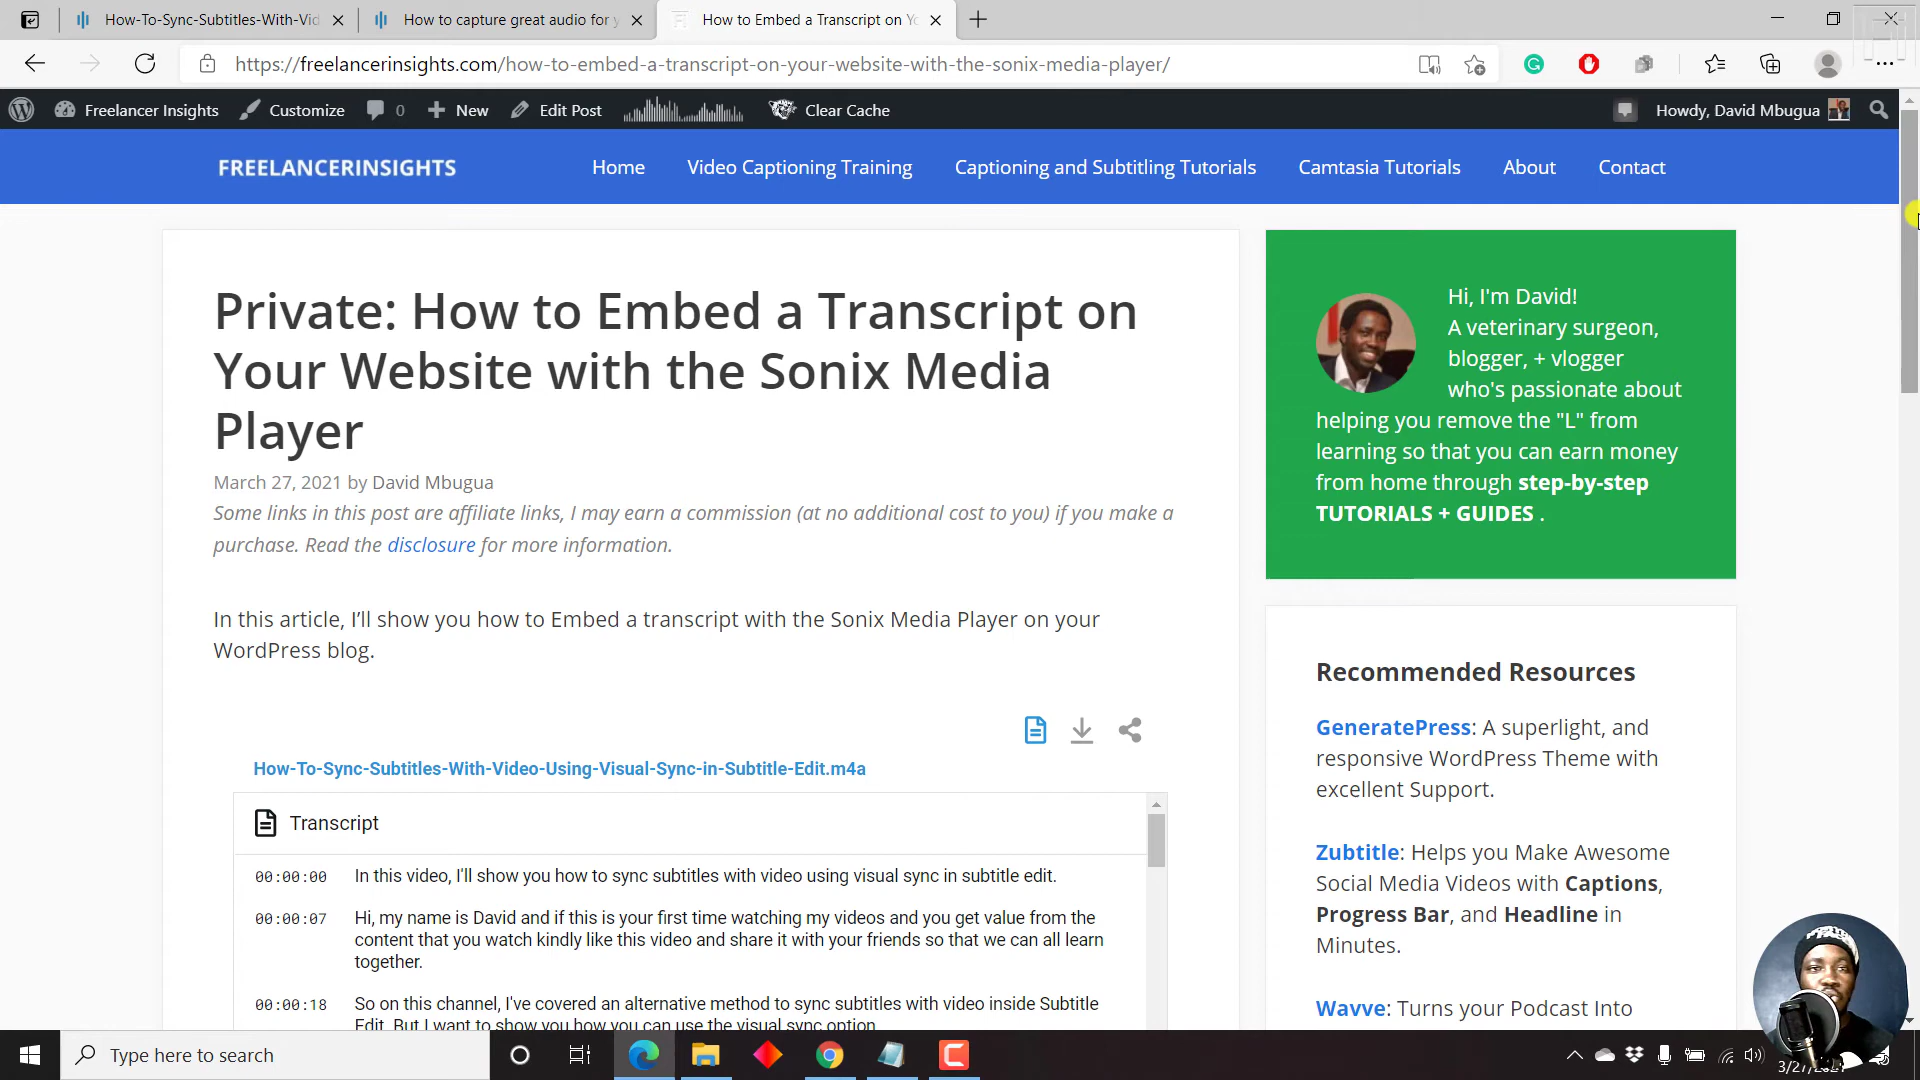 How-To-Sync-Subtitles-With-Vid
How to capture great audio for y
How to Embed a Transcript on Yo
https://freelancerinsights.com/how-to-embed-a-transcript-on-your-website-with-the-sonix-media-player/
Freelancer Insights
Customize
0
New
Edit Post
Clear Cache
Howdy, David Mbugua
FREELANCERINSIGHTS
Home
Video Captioning Training
Captioning and Subtitling Tutorials
Camtasia Tutorials
About
Contact
Private: How to Embed a Transcript on
Your Website with the Sonix Media
Player
March 27, 2021 by David Mbugua
Some links in this post are affiliate links, I may earn a commission (at no additional cost to you) if you make a
purchase. Read the disclosure for more information.
In this article, I’ll show you how to Embed a transcript with the Sonix Media Player on your
WordPress blog.
How-To-Sync-Subtitles-With-Video-Using-Visual-Sync-in-Subtitle-Edit.m4a
Transcript
00:00:00 In this video, I'll show you how to sync subtitles with video using visual sync in subtitle edit.
00:00:07 Hi, my name is David and if this is your first time watching my videos and you get value from the
content that you watch kindly like this video and share it with your friends so that we can all learn
together.
00:00:18 So on this channel, I've covered an alternative method to sync subtitles with video inside Subtitle
Edit. But I want to show you how you can use the visual sync option
Hi, I'm David!
A veterinary surgeon,
blogger, + vlogger
who's passionate about
helping you remove the "L" from
learning so that you can earn money
from home through step-by-step
TUTORIALS + GUIDES .
Recommended Resources
GeneratePress: A superlight, and
responsive WordPress Theme with
excellent Support.
Zubtitle: Helps you Make Awesome
Social Media Videos with Captions,
Progress Bar, and Headline in
Minutes.
Wavve: Turns your Podcast Into
Type here to search